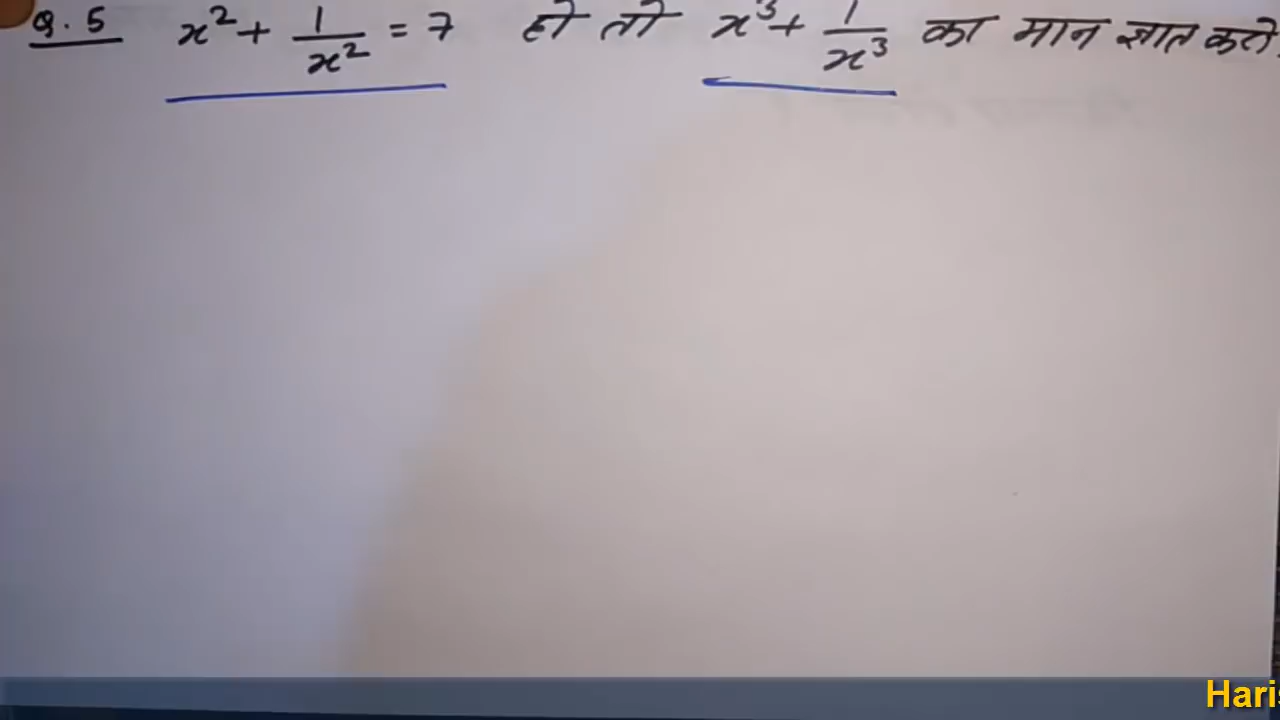 Q.5 x² + 1/x² = 7 हो तो x³ + 1/x³ का मान ज्ञात करो.
Haris